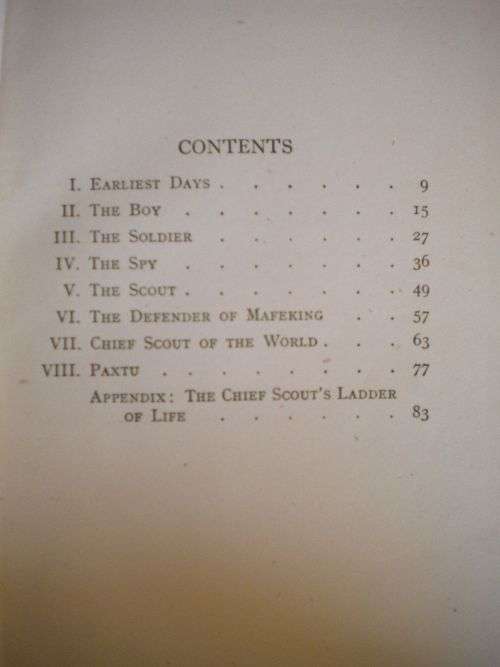 CONTENTS
I. Earliest Days . . . . . . 9
II. The Boy . . . . . . . 15
III. The Soldier . . . . . . 27
IV. The Spy . . . . . . . 36
V. The Scout . . . . . . . 49
VI. The Defender of Mafeking . . 57
VII. Chief Scout of the World . . . 63
VIII. Paxtu . . . . . . . . 77
Appendix: The Chief Scout's Ladder
of Life . . . . . . 83